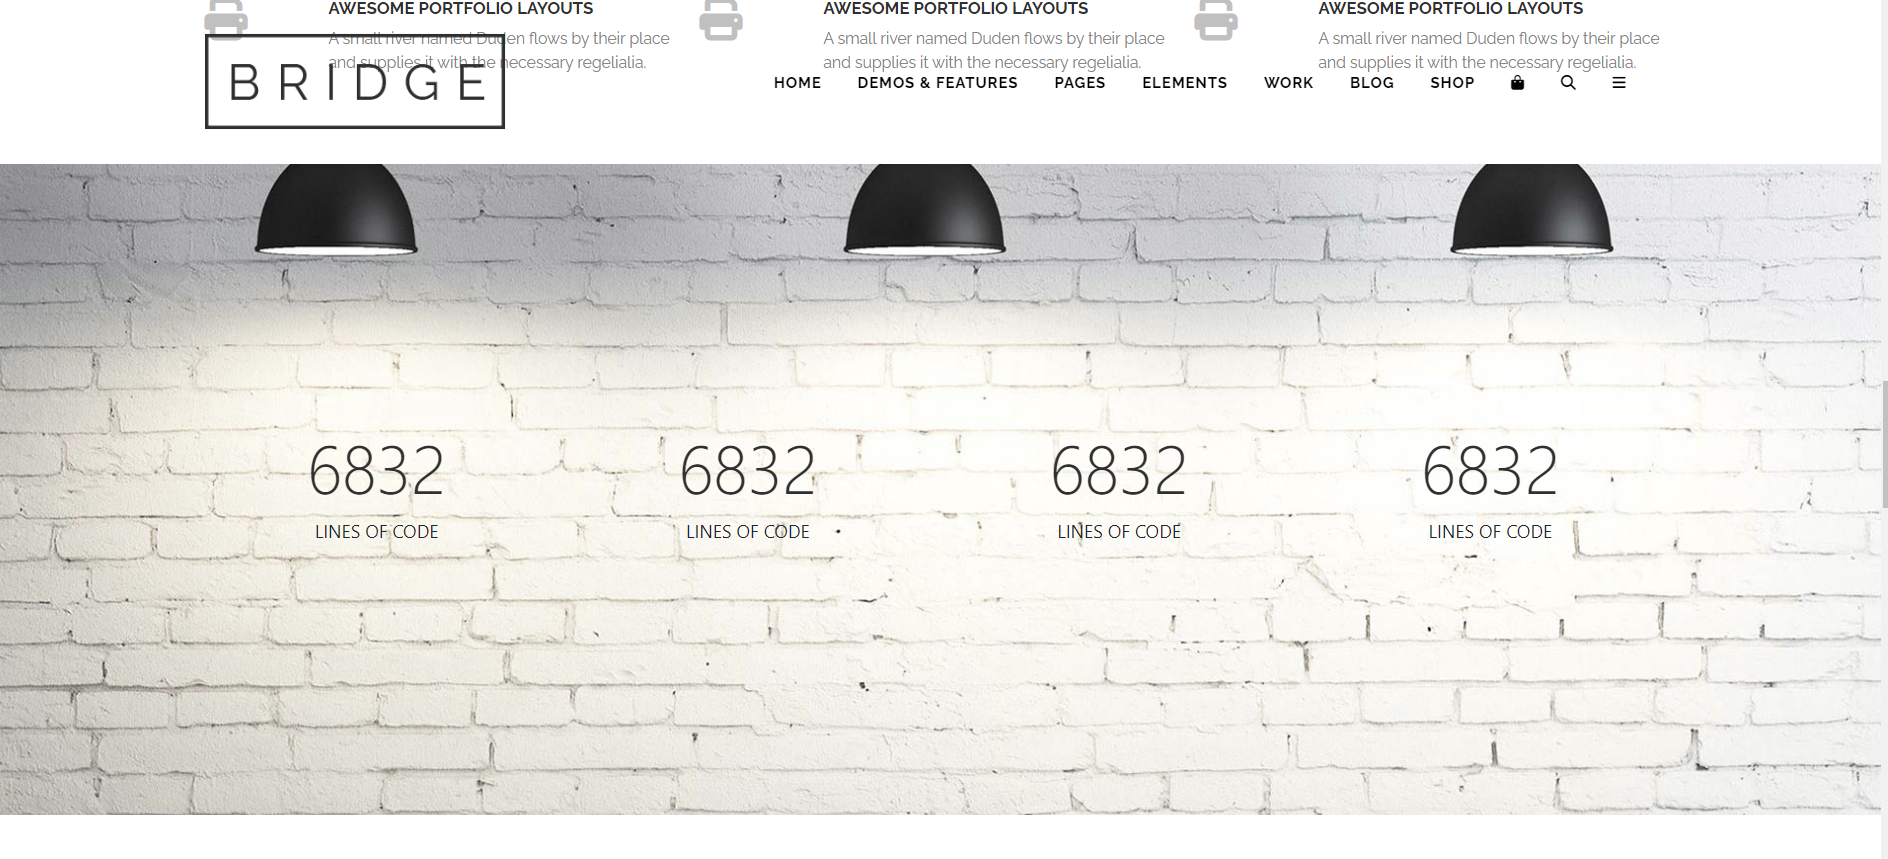 AWESOME PORTFOLIO LAYOUTS
A small river named Duden flows by their place
and supplies it with the necessary regelialia.
AWESOME PORTFOLIO LAYOUTS
A small river named Duden flows by their place
and supplies it with the necessary regelialia.
AWESOME PORTFOLIO LAYOUTS
A small river named Duden flows by their place
and supplies it with the necessary regelialia.
BRIDGE
HOME DEMOS & FEATURES PAGES ELEMENTS WORK BLOG SHOP
6832 6832 6832 6832
LINES OF CODE LINES OF CODE LINES OF CODE LINES OF CODE